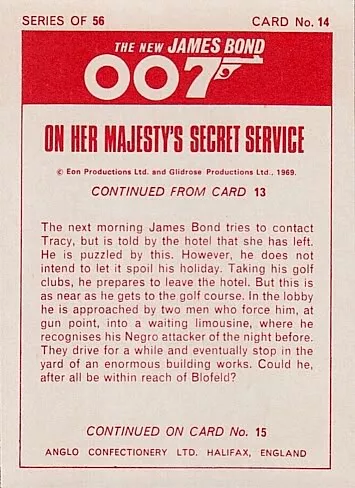 SERIES OF 56 CARD No. 14
THE NEW JAMES BOND
007
ON HER MAJESTY'S SECRET SERVICE
© Eon Productions Ltd. and Glidrose Productions Ltd., 1969.
CONTINUED FROM CARD 13
The next morning James Bond tries to contact
Tracy, but is told by the hotel that she has left.
He is puzzled by this. However, he does not
intend to let it spoil his holiday. Taking his golf
clubs, he prepares to leave the hotel. But this is
as near as he gets to the golf course. In the lobby
he is approached by two men who force him, at
gun point, into a waiting limousine, where he
recognises his Negro attacker of the night before.
They drive for a while and eventually stop in the
yard of an enormous building works. Could he,
after all be within reach of Blofeld?
CONTINUED ON CARD No. 15
ANGLO CONFECTIONERY LTD. HALIFAX, ENGLAND